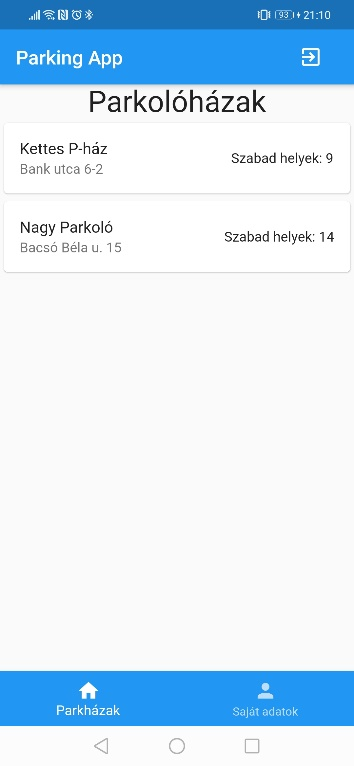 93 21:10
Parking App
Parkolóházak
Kettes P-ház
Bank utca 6-2
Szabad helyek: 9
Nagy Parkoló
Bacsó Béla u. 15
Szabad helyek: 14
Parkházak
Saját adatok